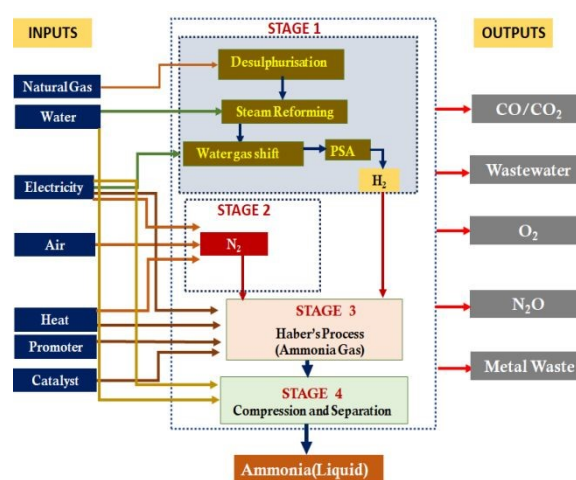 INPUTS
STAGE 1
OUTPUTS
Desulphurisation
Natural Gas
Water
Steam Reforming
CO/CO₂
Water gas shift
PSA
Wastewater
Electricity
H₂
STAGE 2
Air
N₂
O₂
Heat
STAGE 3
Haber's Process
(Ammonia Gas)
N₂O
Promoter
Catalyst
Metal Waste
STAGE 4
Compression and Separation
Ammonia(Liquid)